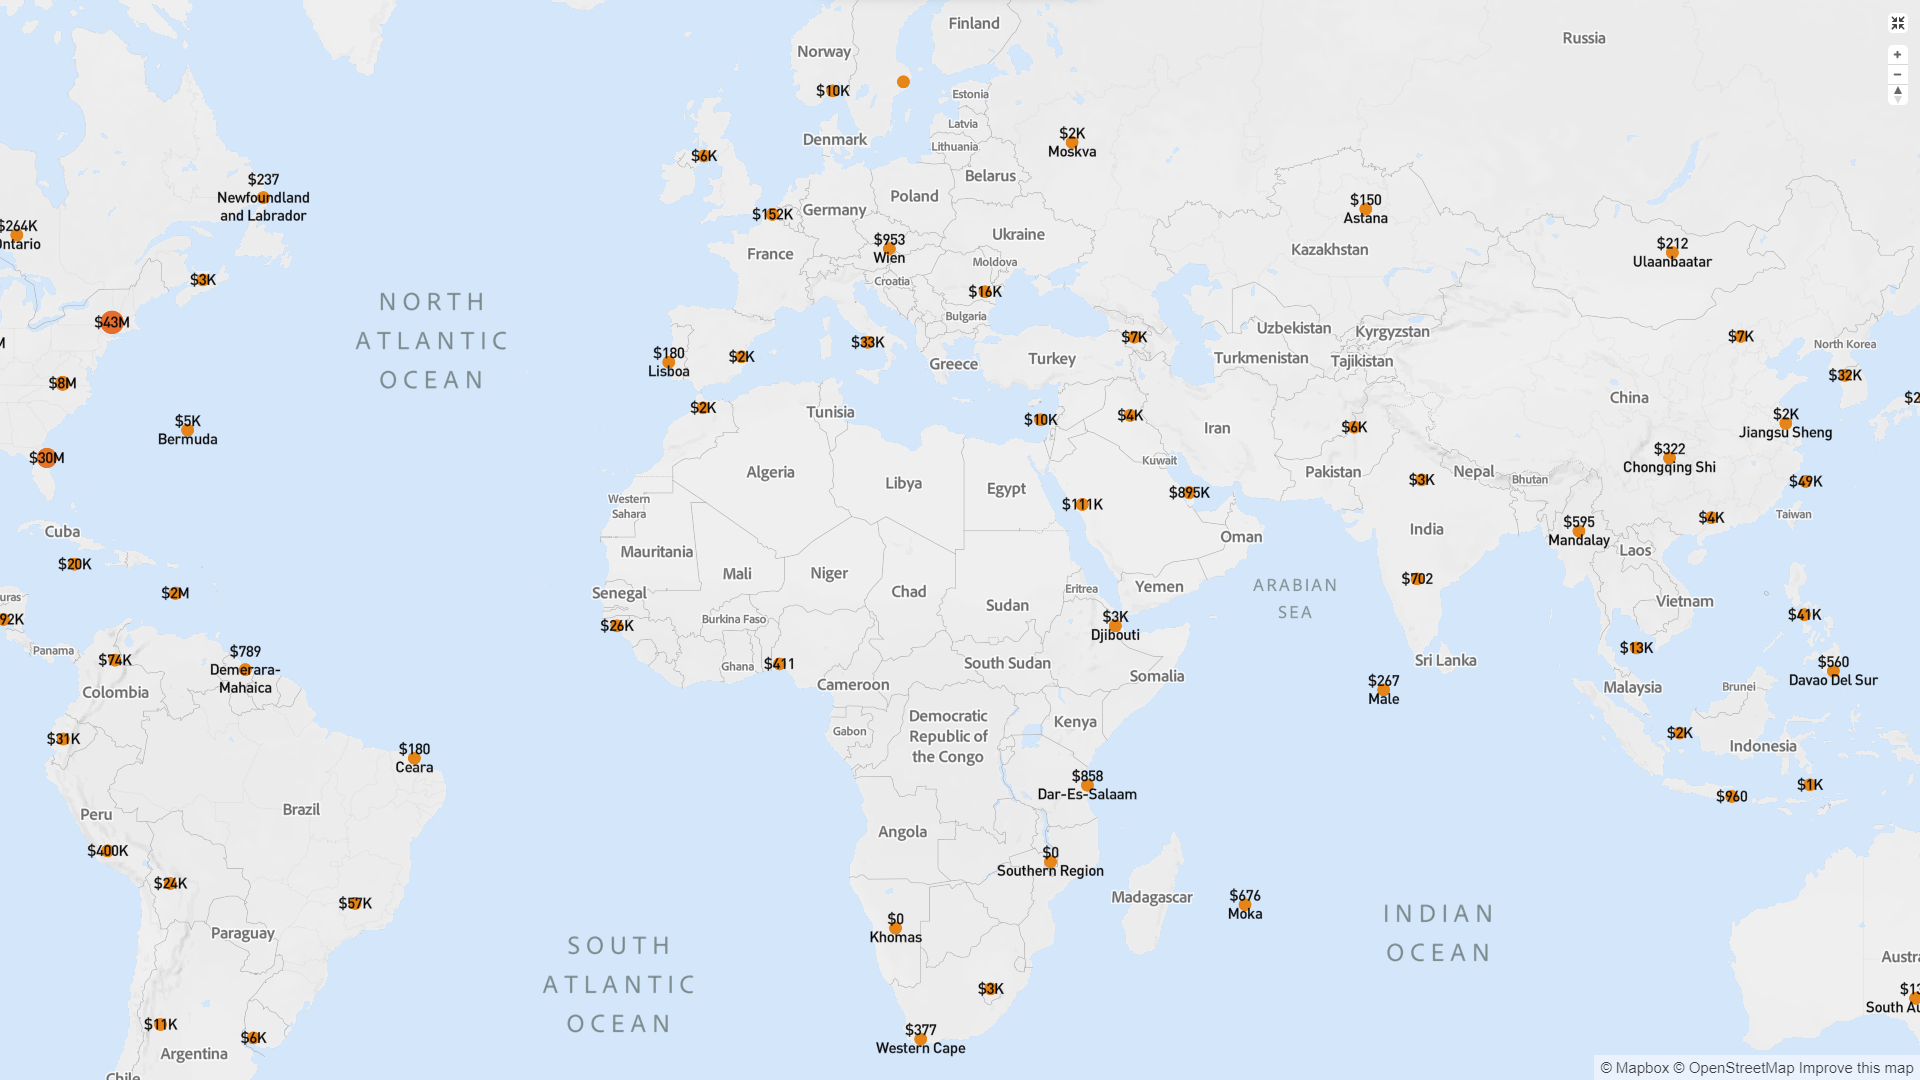 Finland
Russia
Norway
$10K
Estonia
Latvia
Denmark
Lithuania
$2K
Moskva
$6K
Belarus
$237
Newfoundland
and Labrador
Poland
$150
Astana
$152K
Germany
$264K
Ontario
Ukraine
$953
Wien
France
Kazakhstan
$212
Ulaanbaatar
Moldova
$3K
Croatia
$16K
NORTH
ATLANTIC
OCEAN
$43M
Bulgaria
Uzbekistan
Kyrgyzstan
$7K
$7K
North Korea
$33K
M
$180
Lisboa
$2K
Greece
Turkey
Turkmenistan
Tajikistan
$32K
$8M
China
$2
$2K
Tunisia
$10K
$4K
$2K
Jiangsu Sheng
$5K
Bermuda
Iran
$6K
$30M
Kuwait
$322
Chongqing Shi
Algeria
Pakistan
$3K
Nepal
Bhutan
$49K
Libya
Egypt
$895K
Western
Sahara
$111K
$4K
Taiwan
Cuba
India
$595
Mandalay
Oman
Laos
Mauritania
$20K
Mali
Niger
$702
ARABIAN
SEA
$2M
Senegal
Chad
Eritrea
Yemen
uras
Sudan
Vietnam
92K
$26K
Burkina Faso
$3K
Djibouti
$41K
Panama
$789
Demerara-
Mahaica
$13K
$74K
Ghana
$411
South Sudan
Sri Lanka
$560
Davao Del Sur
Colombia
Cameroon
Somalia
$267
Male
Malaysia
Brunei
Democratic
Republic of
the Congo
Kenya
Gabon
$31K
$2K
Indonesia
$180
Ceara
$858
Dar-Es-Salaam
$1K
$960
Peru
Brazil
Angola
$400K
$0
Southern Region
$24K
Madagascar
$676
Moka
$57K
$0
Khomas
INDIAN
OCEAN
Paraguay
SOUTH
ATLANTIC
OCEAN
Austra
$3K
$13
South Au
$11K
$6K
$377
Western Cape
Argentina
Chile
© Mapbox © OpenStreetMap Improve this map